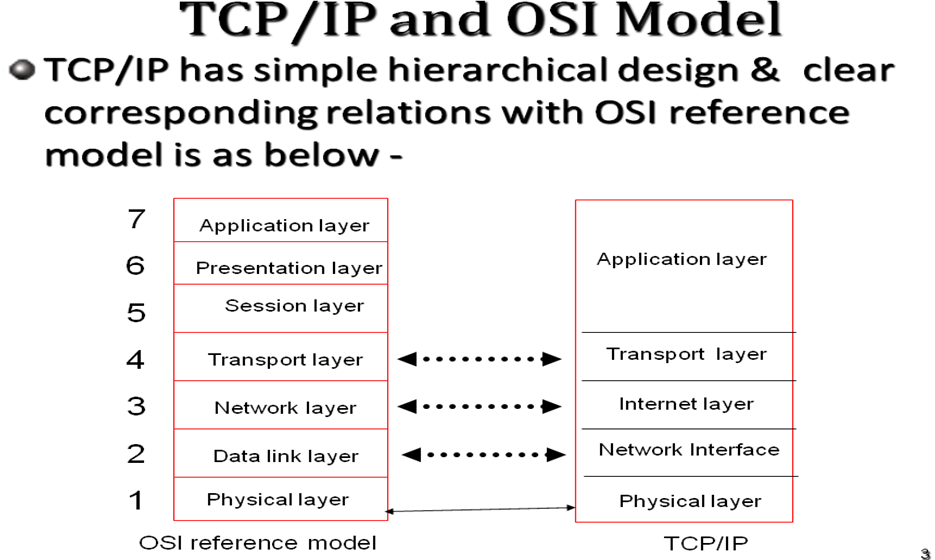 TCP/IP and OSI Model
TCP/IP has simple hierarchical design & clear
corresponding relations with OSI reference
model is as below -
7 Application layer
6 Presentation layer
5 Session layer
4 Transport layer
3 Network layer
2 Data link layer
1 Physical layer
OSI reference model
Application layer
Transport layer
Internet layer
Network Interface
Physical layer
TCP/IP
3